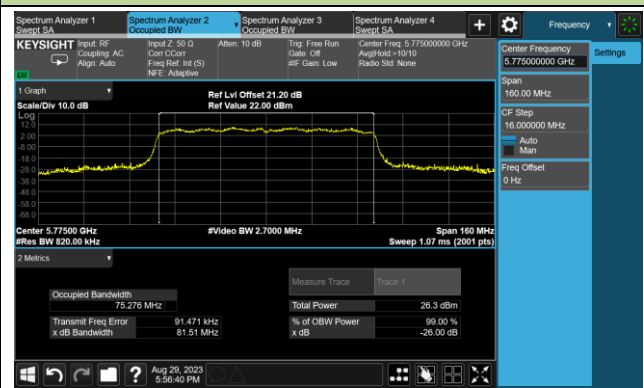 Spectrum Analyzer 1
Swept SA
Spectrum Analyzer 2
Occupied BW
Spectrum Analyzer 3
Occupied BW
Spectrum Analyzer 4
Swept SA
Frequency
KEYSIGHT
Input: RF
Coupling: AC
Align: Auto
Input Z: 50 Ω
Corr CCorr
Freq Ref: Int (S)
NFE: Adaptive
Atten: 10 dB
Trig: Free Run
Gate: Off
#IF Gain: Low
Center Freq: 5.775000000 GHz
Avg|Hold:>10/10
Radio Std: None
1 Graph
Scale/Div 10.0 dB
Ref Lvl Offset 21.20 dB
Ref Value 22.00 dBm
Log
12.0
2.00
-8.00
-18.0
-28.0
-38.0
-48.0
-58.0
-68.0
Center 5.77500 GHz
#Res BW 820.00 kHz
#Video BW 2.7000 MHz
Span 160 MHz
Sweep 1.07 ms (2001 pts)
2 Metrics
Measure Trace
Trace 1
Occupied Bandwidth
75.276 MHz
Total Power
26.3 dBm
Transmit Freq Error
91.471 kHz
% of OBW Power
99.00 %
x dB Bandwidth
81.51 MHz
x dB
-26.00 dB
Center Frequency
5.775000000 GHz
Settings
Span
160.00 MHz
CF Step
16.000000 MHz
Auto
Man
Freq Offset
0 Hz
Aug 29, 2023
5:56:40 PM